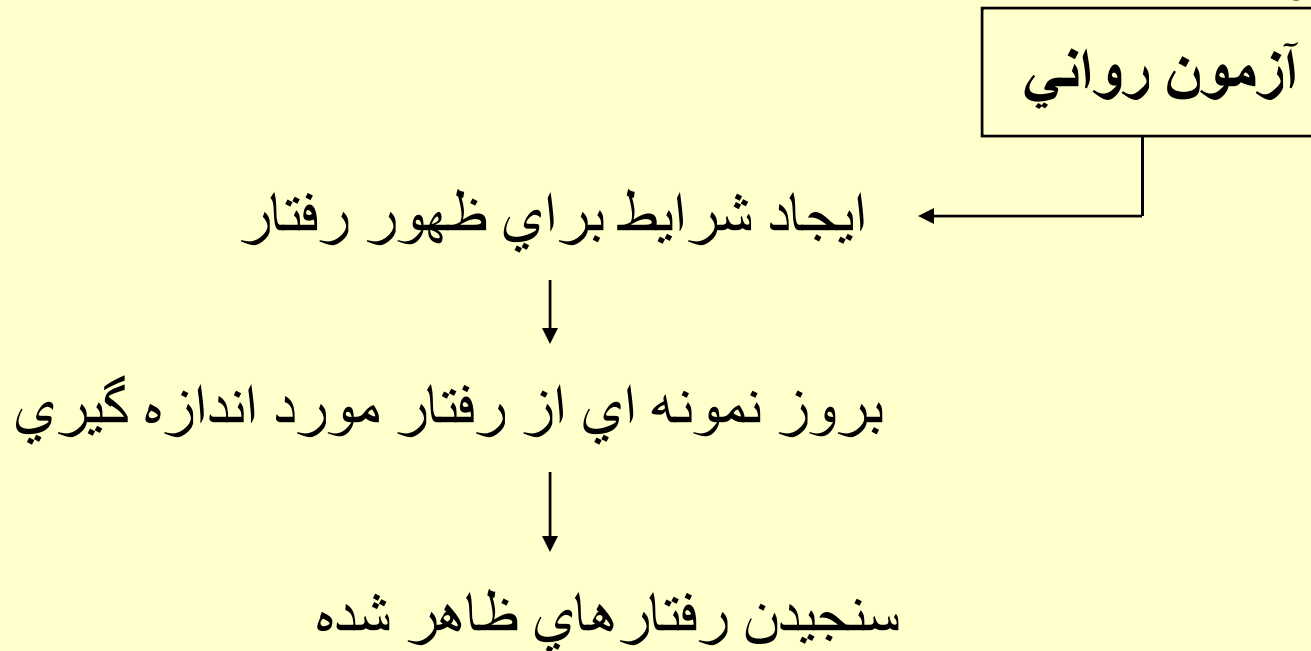 آزمون رواني
ايجاد شرايط براي ظهور رفتار
بروز نمونه اي از رفتار مورد اندازه گيري
سنجيدن رفتارهاي ظاهر شده